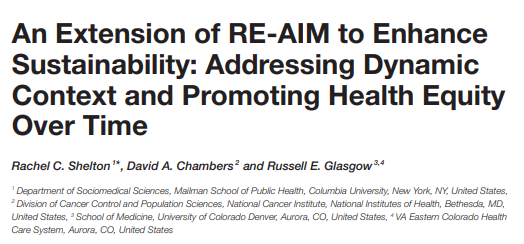 An Extension of RE-AIM to Enhance
Sustainability: Addressing Dynamic
Context and Promoting Health Equity
Over Time
Rachel C. Shelton 1*, David A. Chambers 2 and Russell E. Glasgow 3,4
1 Department of Sociomedical Sciences, Mailman School of Public Health, Columbia University, New York, NY, United States,
2 Division of Cancer Control and Population Sciences, National Cancer Institute, National Institutes of Health, Bethesda, MD,
United States, 3 School of Medicine, University of Colorado Denver, Aurora, CO, United States, 4 VA Eastern Colorado Health
Care System, Aurora, CO, United States